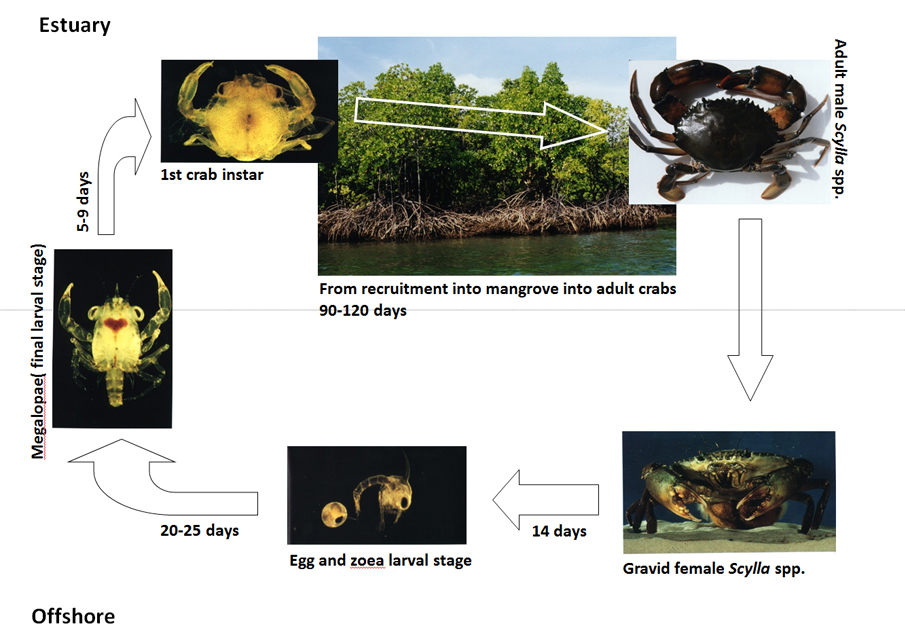 Estuary
Adult male Scylla spp.
1st crab instar
5-9 days
Megalopae( final larval stage)
From recruitment into mangrove into adult crabs
90-120 days
20-25 days
14 days
Egg and zoea larval stage
Gravid female Scylla spp.
Offshore